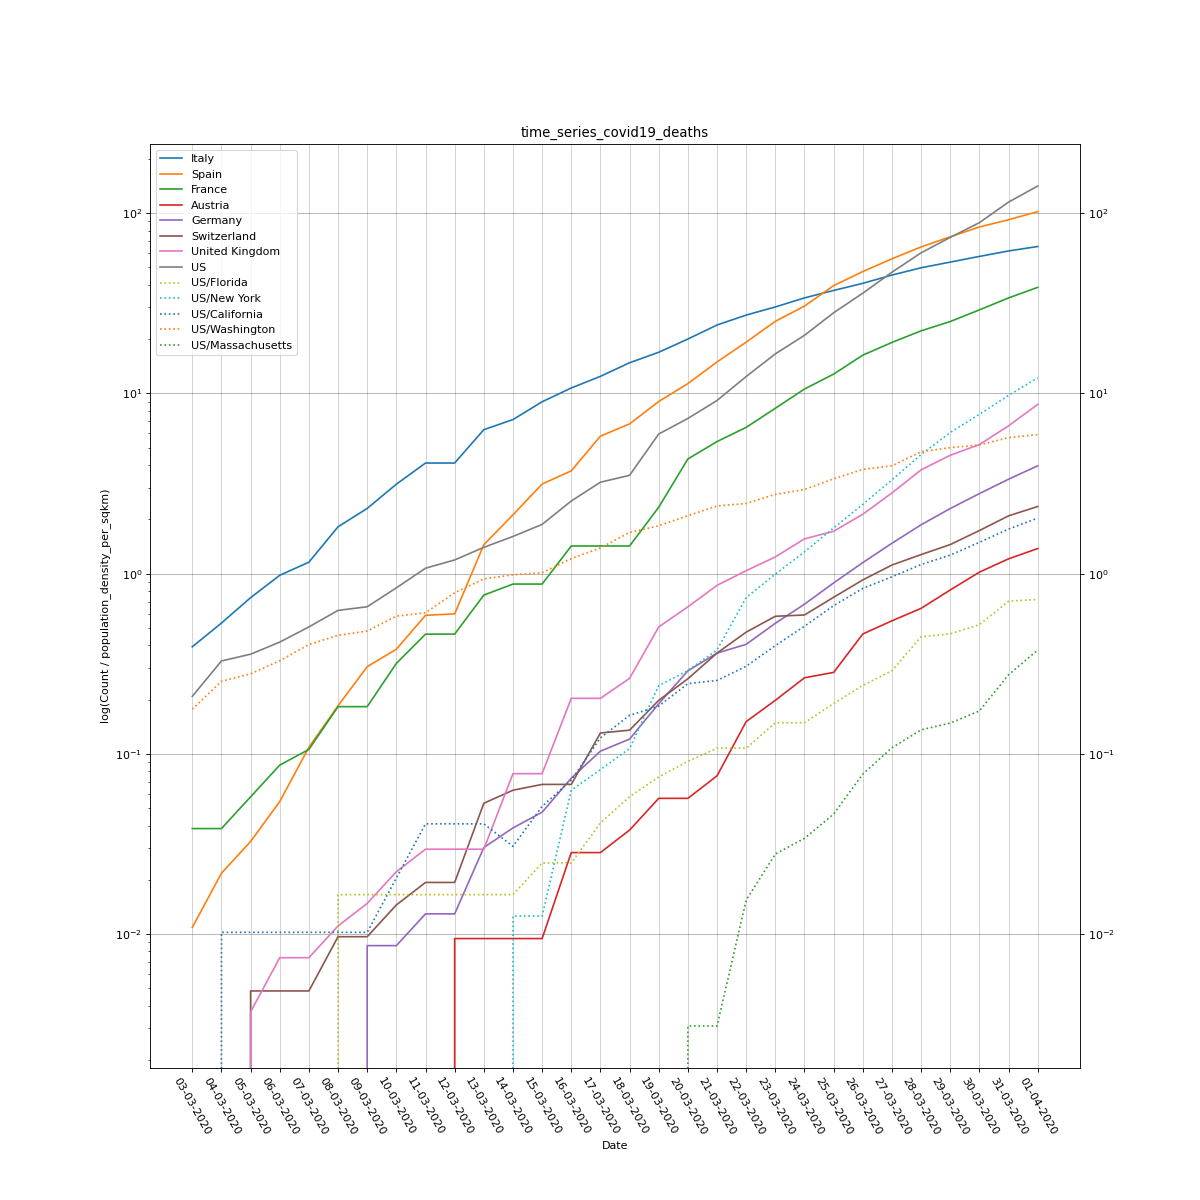 time_series_covid19_deaths
Italy
Spain
France
Austria
Germany
Switzerland
United Kingdom
US
US/Florida
US/New York
US/California
US/Washington
US/Massachusetts
log(Count / population_density_per_sqkm)
10²
10¹
10⁰
10⁻¹
10⁻²
10²
10¹
10⁰
10⁻¹
10⁻²
03-03-2020
04-03-2020
05-03-2020
06-03-2020
07-03-2020
08-03-2020
09-03-2020
10-03-2020
11-03-2020
12-03-2020
13-03-2020
14-03-2020
15-03-2020
16-03-2020
17-03-2020
18-03-2020
19-03-2020
20-03-2020
21-03-2020
22-03-2020
23-03-2020
24-03-2020
25-03-2020
26-03-2020
27-03-2020
28-03-2020
29-03-2020
30-03-2020
31-03-2020
01-04-2020
Date